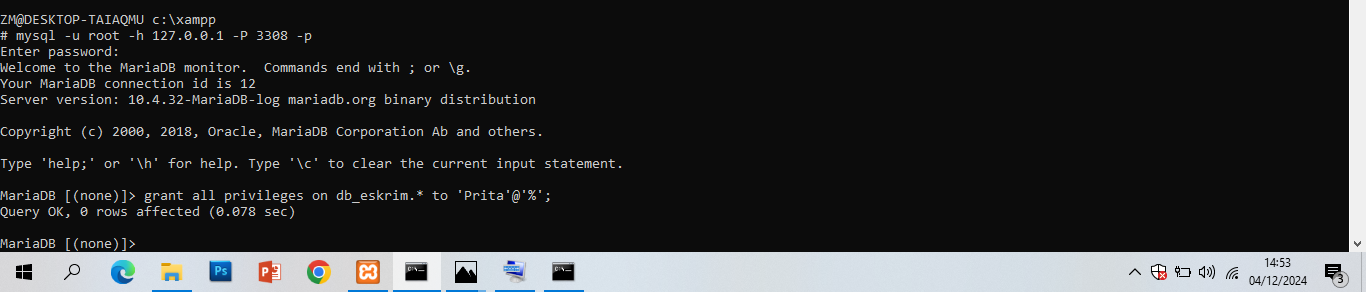 ZM@DESKTOP-TAIAQMU c:\xampp
# mysql -u root -h 127.0.0.1 -P 3308 -p
Enter password:
Welcome to the MariaDB monitor.  Commands end with ; or \g.
Your MariaDB connection id is 12
Server version: 10.4.32-MariaDB-log mariadb.org binary distribution
Copyright (c) 2000, 2018, Oracle, MariaDB Corporation Ab and others.
Type 'help;' or '\h' for help. Type '\c' to clear the current input statement.
MariaDB [(none)]> grant all privileges on db_eskrim.* to 'Prita'@'%';
Query OK, 0 rows affected (0.078 sec)
MariaDB [(none)]>
Ps
14:53
04/12/2024
3